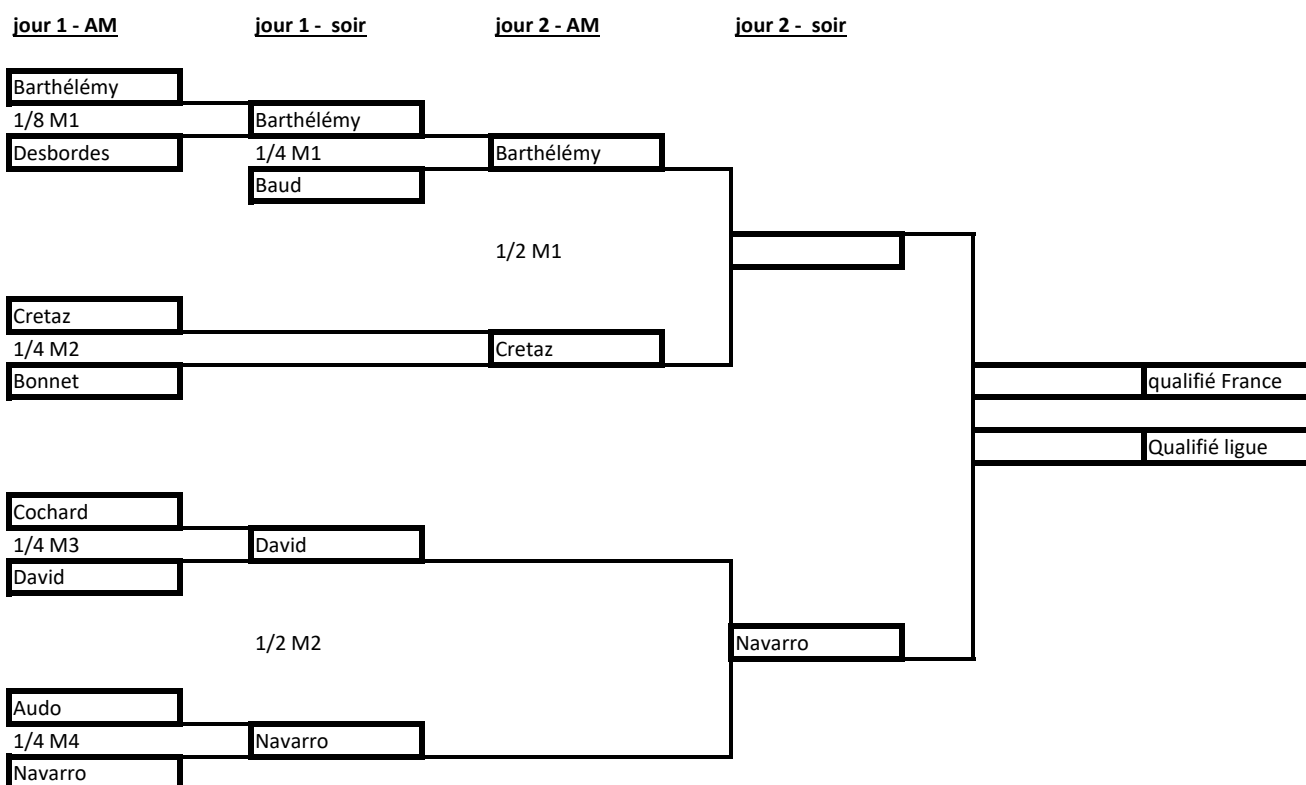 jour 1 - AM
jour 1 - soir
jour 2 - AM
jour 2 - soir
Barthélémy
1/8 M1
Barthélémy
Desbordes
1/4 M1
Barthélémy
Baud
1/2 M1
Cretaz
1/4 M2
Cretaz
Bonnet
qualifié France
Qualifié ligue
Cochard
1/4 M3
David
David
1/2 M2
Navarro
Audo
1/4 M4
Navarro
Navarro